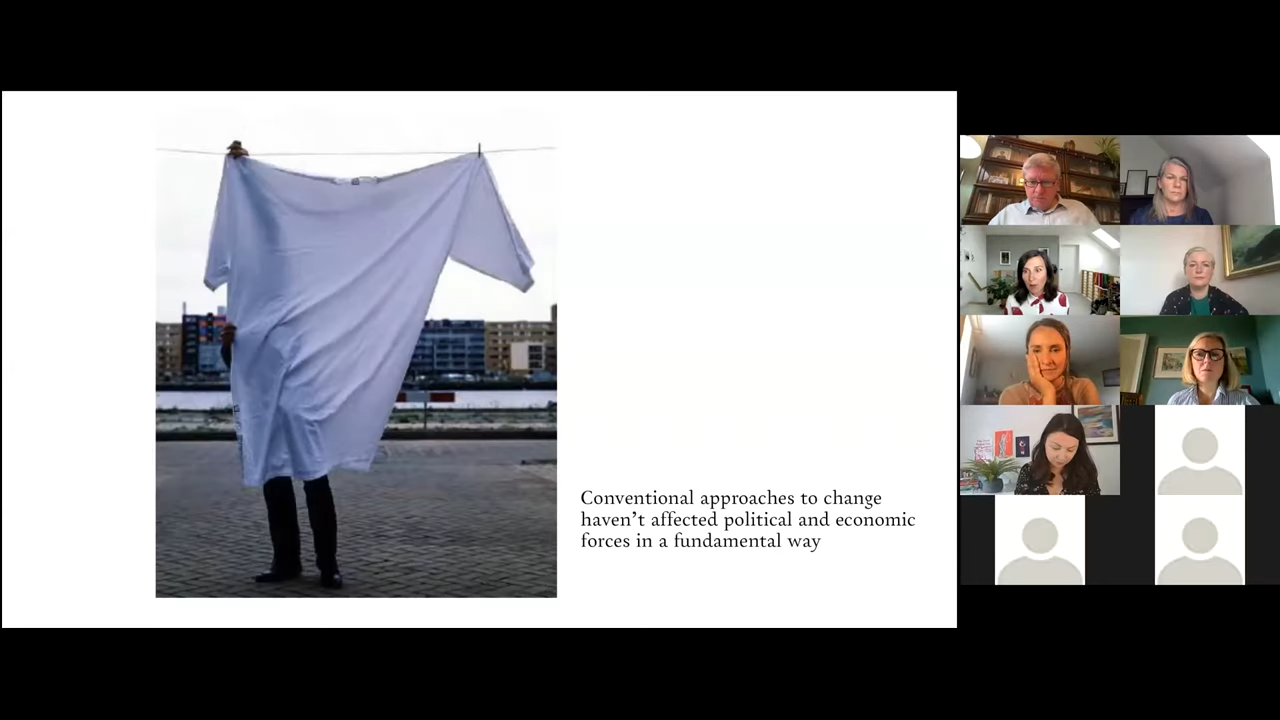 Conventional approaches to change
haven’t affected political and economic
forces in a fundamental way